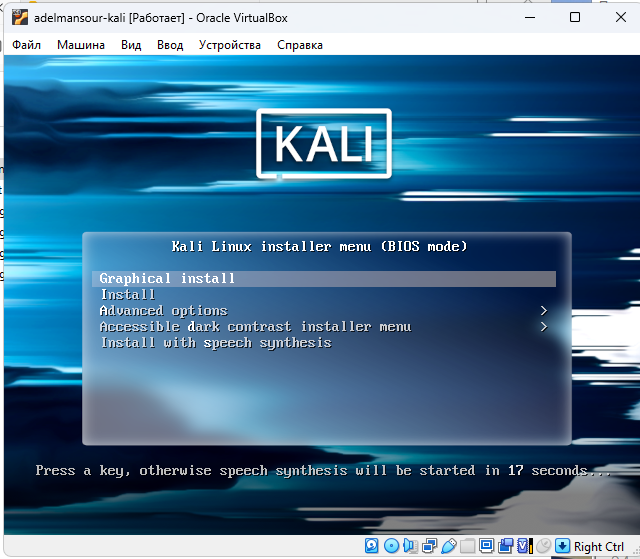 adelmansour-kali [Работает] - Oracle VirtualBox
Файл Машина Вид Ввод Устройства Справка
KALI
Kali Linux installer menu (BIOS mode)
Graphical install
Install
Advanced options >
Accessible dark contrast installer menu >
Install with speech synthesis
Press a key, otherwise speech synthesis will be started in 17 seconds...
Right Ctrl